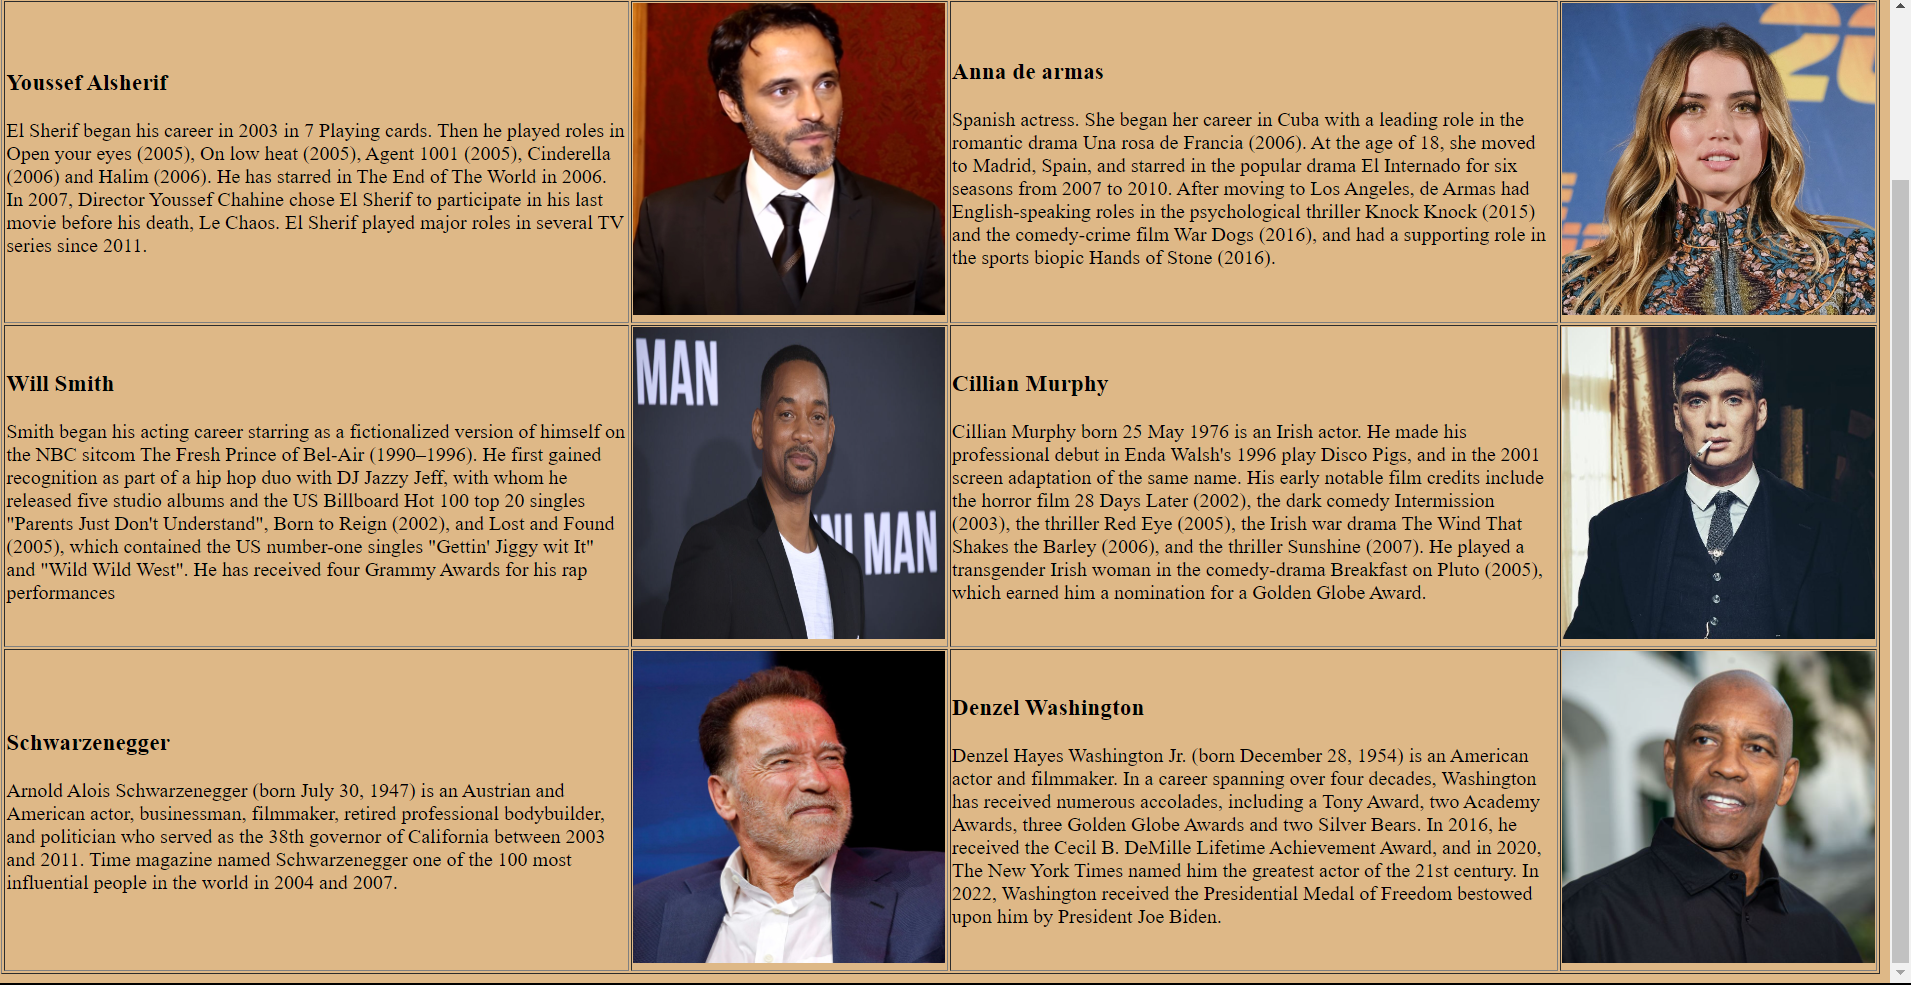 Youssef Alsherif
El Sherif began his career in 2003 in 7 Playing cards. Then he played roles in
Open your eyes (2005), On low heat (2005), Agent 1001 (2005), Cinderella
(2006) and Halim (2006). He has starred in The End of The World in 2006.
In 2007, Director Youssef Chahine chose El Sherif to participate in his last
movie before his death, Le Chaos. El Sherif played major roles in several TV
series since 2011.
Anna de armas
Spanish actress. She began her career in Cuba with a leading role in the
romantic drama Una rosa de Francia (2006). At the age of 18, she moved
to Madrid, Spain, and starred in the popular drama El Internado for six
seasons from 2007 to 2010. After moving to Los Angeles, de Armas had
English-speaking roles in the psychological thriller Knock Knock (2015)
and the comedy-crime film War Dogs (2016), and had a supporting role in
the sports biopic Hands of Stone (2016).
20
Will Smith
Smith began his acting career starring as a fictionalized version of himself on
the NBC sitcom The Fresh Prince of Bel-Air (1990–1996). He first gained
recognition as part of a hip hop duo with DJ Jazzy Jeff, with whom he
released five studio albums and the US Billboard Hot 100 top 20 singles
"Parents Just Don't Understand", Born to Reign (2002), and Lost and Found
(2005), which contained the US number-one singles "Gettin' Jiggy wit It"
and "Wild Wild West". He has received four Grammy Awards for his rap
performances
MAN
NI MAN
Cillian Murphy
Cillian Murphy born 25 May 1976 is an Irish actor. He made his
professional debut in Enda Walsh's 1996 play Disco Pigs, and in the 2001
screen adaptation of the same name. His early notable film credits include
the horror film 28 Days Later (2002), the dark comedy Intermission
(2003), the thriller Red Eye (2005), the Irish war drama The Wind That
Shakes the Barley (2006), and the thriller Sunshine (2007). He played a
transgender Irish woman in the comedy-drama Breakfast on Pluto (2005),
which earned him a nomination for a Golden Globe Award.
Schwarzenegger
Arnold Alois Schwarzenegger (born July 30, 1947) is an Austrian and
American actor, businessman, filmmaker, retired professional bodybuilder,
and politician who served as the 38th governor of California between 2003
and 2011. Time magazine named Schwarzenegger one of the 100 most
influential people in the world in 2004 and 2007.
Denzel Washington
Denzel Hayes Washington Jr. (born December 28, 1954) is an American
actor and filmmaker. In a career spanning over four decades, Washington
has received numerous accolades, including a Tony Award, two Academy
Awards, three Golden Globe Awards and two Silver Bears. In 2016, he
received the Cecil B. DeMille Lifetime Achievement Award, and in 2020,
The New York Times named him the greatest actor of the 21st century. In
2022, Washington received the Presidential Medal of Freedom bestowed
upon him by President Joe Biden.